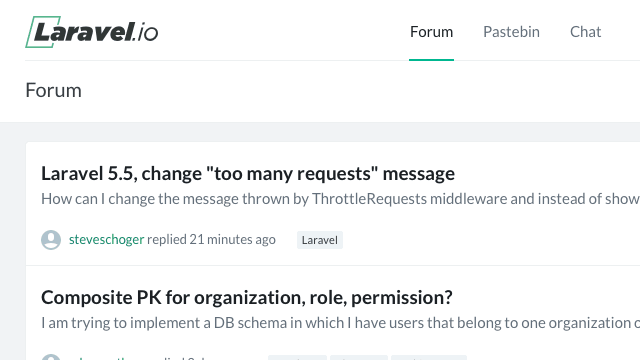 Laravel.io
Forum Pastebin Chat
Forum
Laravel 5.5, change "too many requests" message
How can I change the message thrown by ThrottleRequests middleware and instead of show
steveschoger replied 21 minutes ago Laravel
Composite PK for organization, role, permission?
I am trying to implement a DB schema in which I have users that belong to one organization